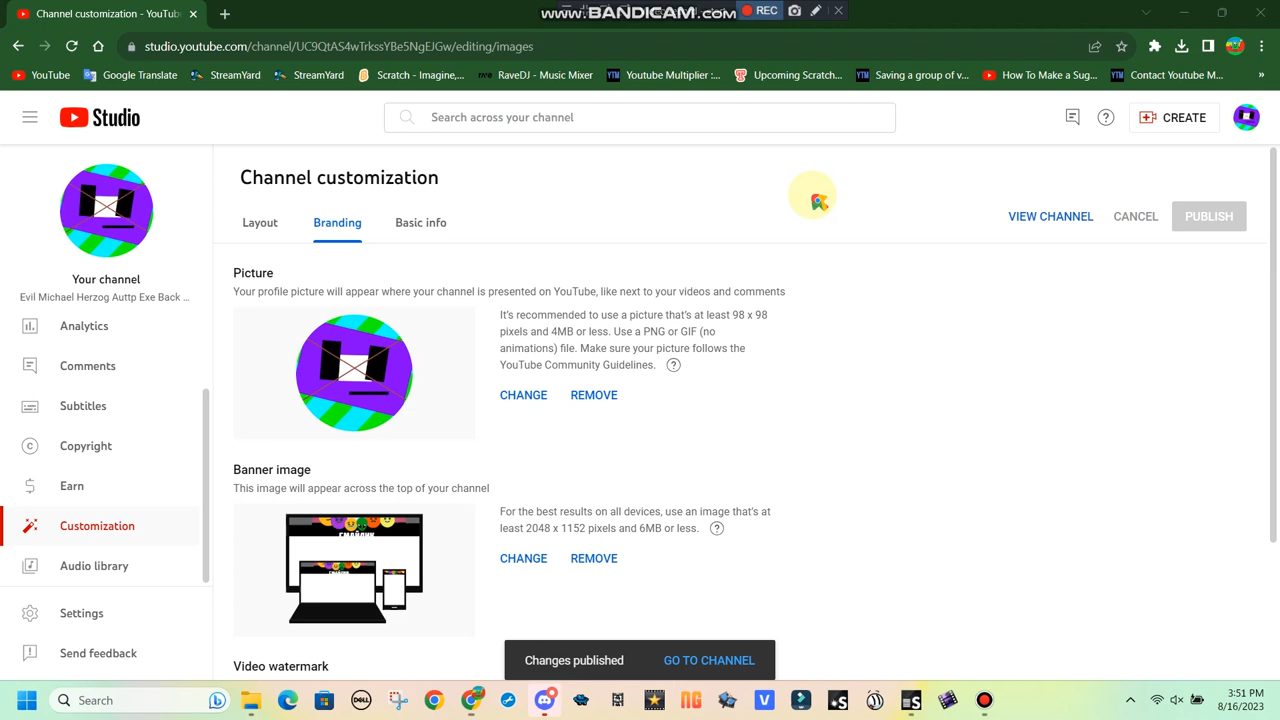 Channel customization - YouTub
www.BANDICAM.com
REC
studio.youtube.com/channel/UC9QtAS4wTrkssYBe5NgEJGw/editing/images
YouTube
Google Translate
StreamYard
StreamYard
Scratch - Imagine,...
RaveDJ - Music Mixer
Youtube Multiplier :...
Upcoming Scratch...
Saving a group of v...
How To Make a Sug...
Contact Youtube M...
»
Studio
Search across your channel
CREATE
Your channel
Evil Michael Herzog Auttp Exe Back ...
Analytics
Comments
Subtitles
Copyright
Earn
Customization
Audio library
Settings
Send feedback
Channel customization
Layout
Branding
Basic info
VIEW CHANNEL
CANCEL
PUBLISH
Picture
Your profile picture will appear where your channel is presented on YouTube, like next to your videos and comments
It's recommended to use a picture that's at least 98 x 98
pixels and 4MB or less. Use a PNG or GIF (no
animations) file. Make sure your picture follows the
YouTube Community Guidelines.
CHANGE
REMOVE
Banner image
This image will appear across the top of your channel
For the best results on all devices, use an image that's at
least 2048 x 1152 pixels and 6MB or less.
CHANGE
REMOVE
Video watermark
Changes published
GO TO CHANNEL
Search
3:51 PM
8/16/2023